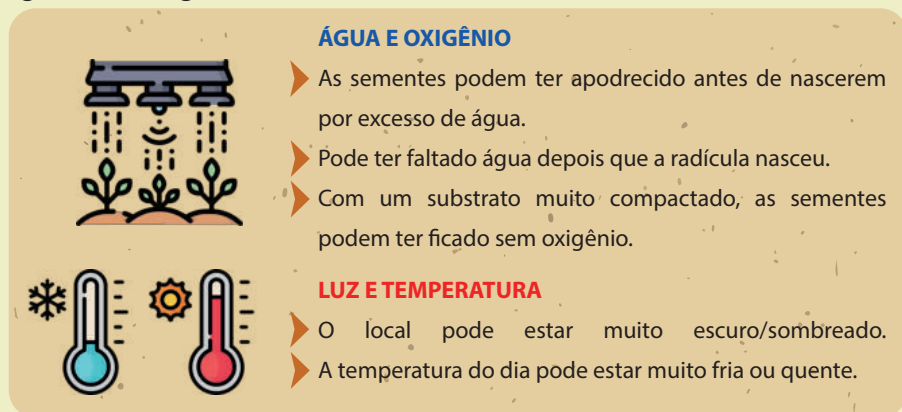 ÁGUA E OXIGÊNIO
As sementes podem ter apodrecido antes de nascerem
por excesso de água.
Pode ter faltado água depois que a radícula nasceu.
Com um substrato muito compactado, as sementes
podem ter ficado sem oxigênio.
LUZ E TEMPERATURA
O local pode estar muito escuro/sombreado.
A temperatura do dia pode estar muito fria ou quente.